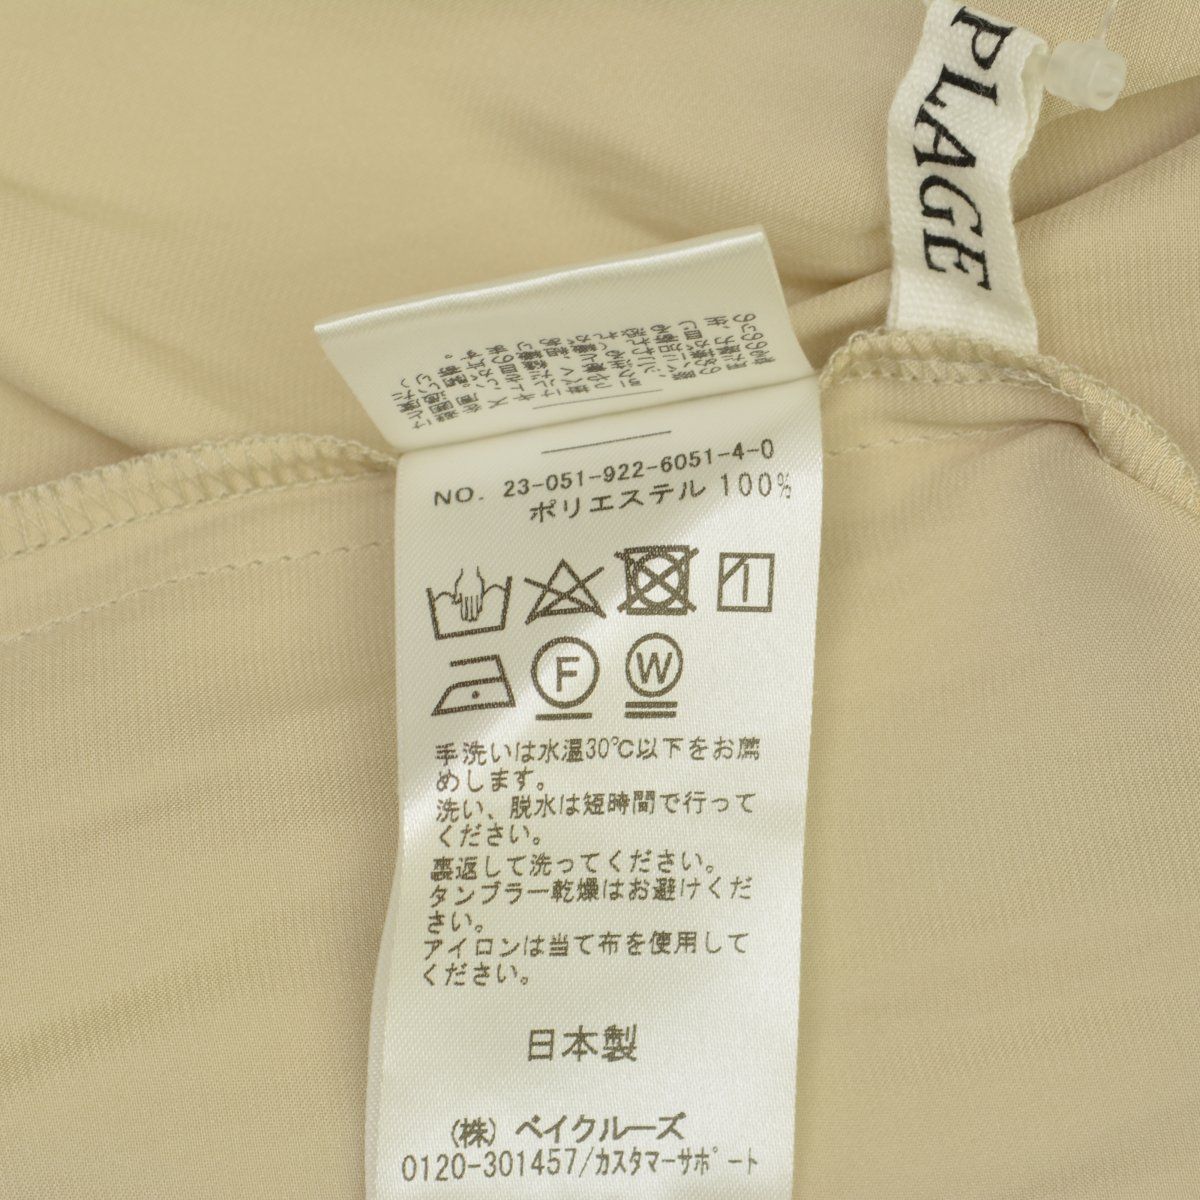 PLAGE
NO. 23-051-922-6051-4-0
ポリエステル 100%
F
W
手洗いは水温30℃以下をお薦
めします。
洗い、脱水は短時間で行って
ください。
裏返して洗ってください。
タンブラー乾燥はお避けくだ
さい。
アイロンは当て布を使用して
ください。
日本製
(株) ベイクルーズ
0120-301457/カスタマーサポート